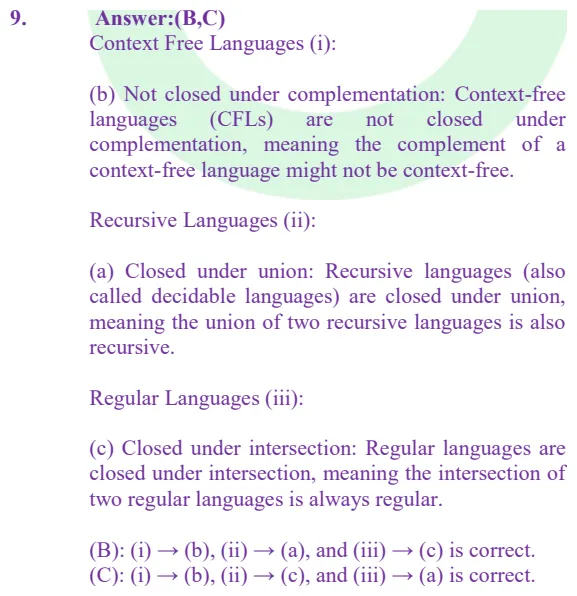 9. Answer:(B,C)
Context Free Languages (i):
(b) Not closed under complementation: Context-free
languages (CFLs) are not closed under
complementation, meaning the complement of a
context-free language might not be context-free.
Recursive Languages (ii):
(a) Closed under union: Recursive languages (also
called decidable languages) are closed under union,
meaning the union of two recursive languages is also
recursive.
Regular Languages (iii):
(c) Closed under intersection: Regular languages are
closed under intersection, meaning the intersection of
two regular languages is always regular.
(B): (i) → (b), (ii) → (a), and (iii) → (c) is correct.
(C): (i) → (b), (ii) → (c), and (iii) → (a) is correct.